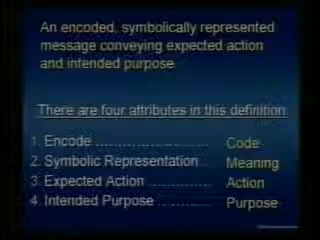 An encoded, symbolically represented
message conveying expected action
and intended purpose
There are four attributes in this definition
1. Encode ........................ Code
2. Symbolic Representation ... Meaning
3. Expected Action .............. Action
4. Intended Purpose ............ Purpose